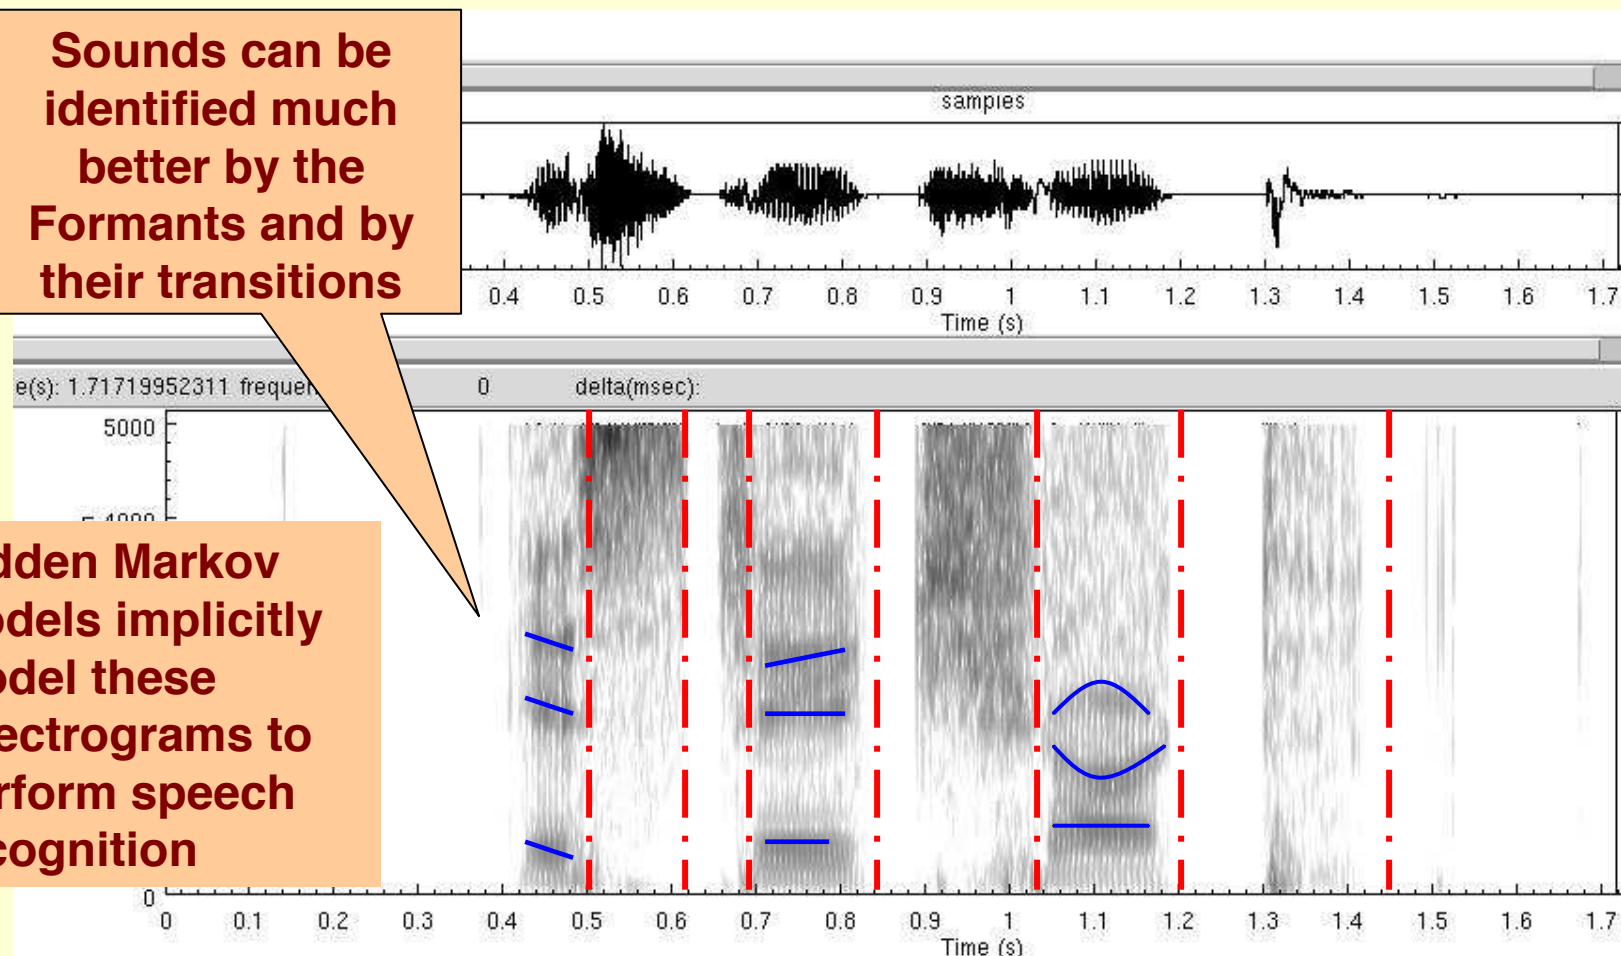 Sounds can be
identified much
better by the
Formants and by
their transitions
samples
0.4 0.5 0.6 0.7 0.8 0.9 1 1.1 1.2 1.3 1.4 1.5 1.6 1.7
Time (s)
e(s): 1.71719952311 frequen 0 delta(msec):
5000
dden Markov
odels implicitly
odel these
ectrograms to
rform speech
cognition
0
0 0.1 0.2 0.3 0.4 0.5 0.6 0.7 0.8 0.9 1 1.1 1.2 1.3 1.4 1.5 1.6 1.7
Time (s)